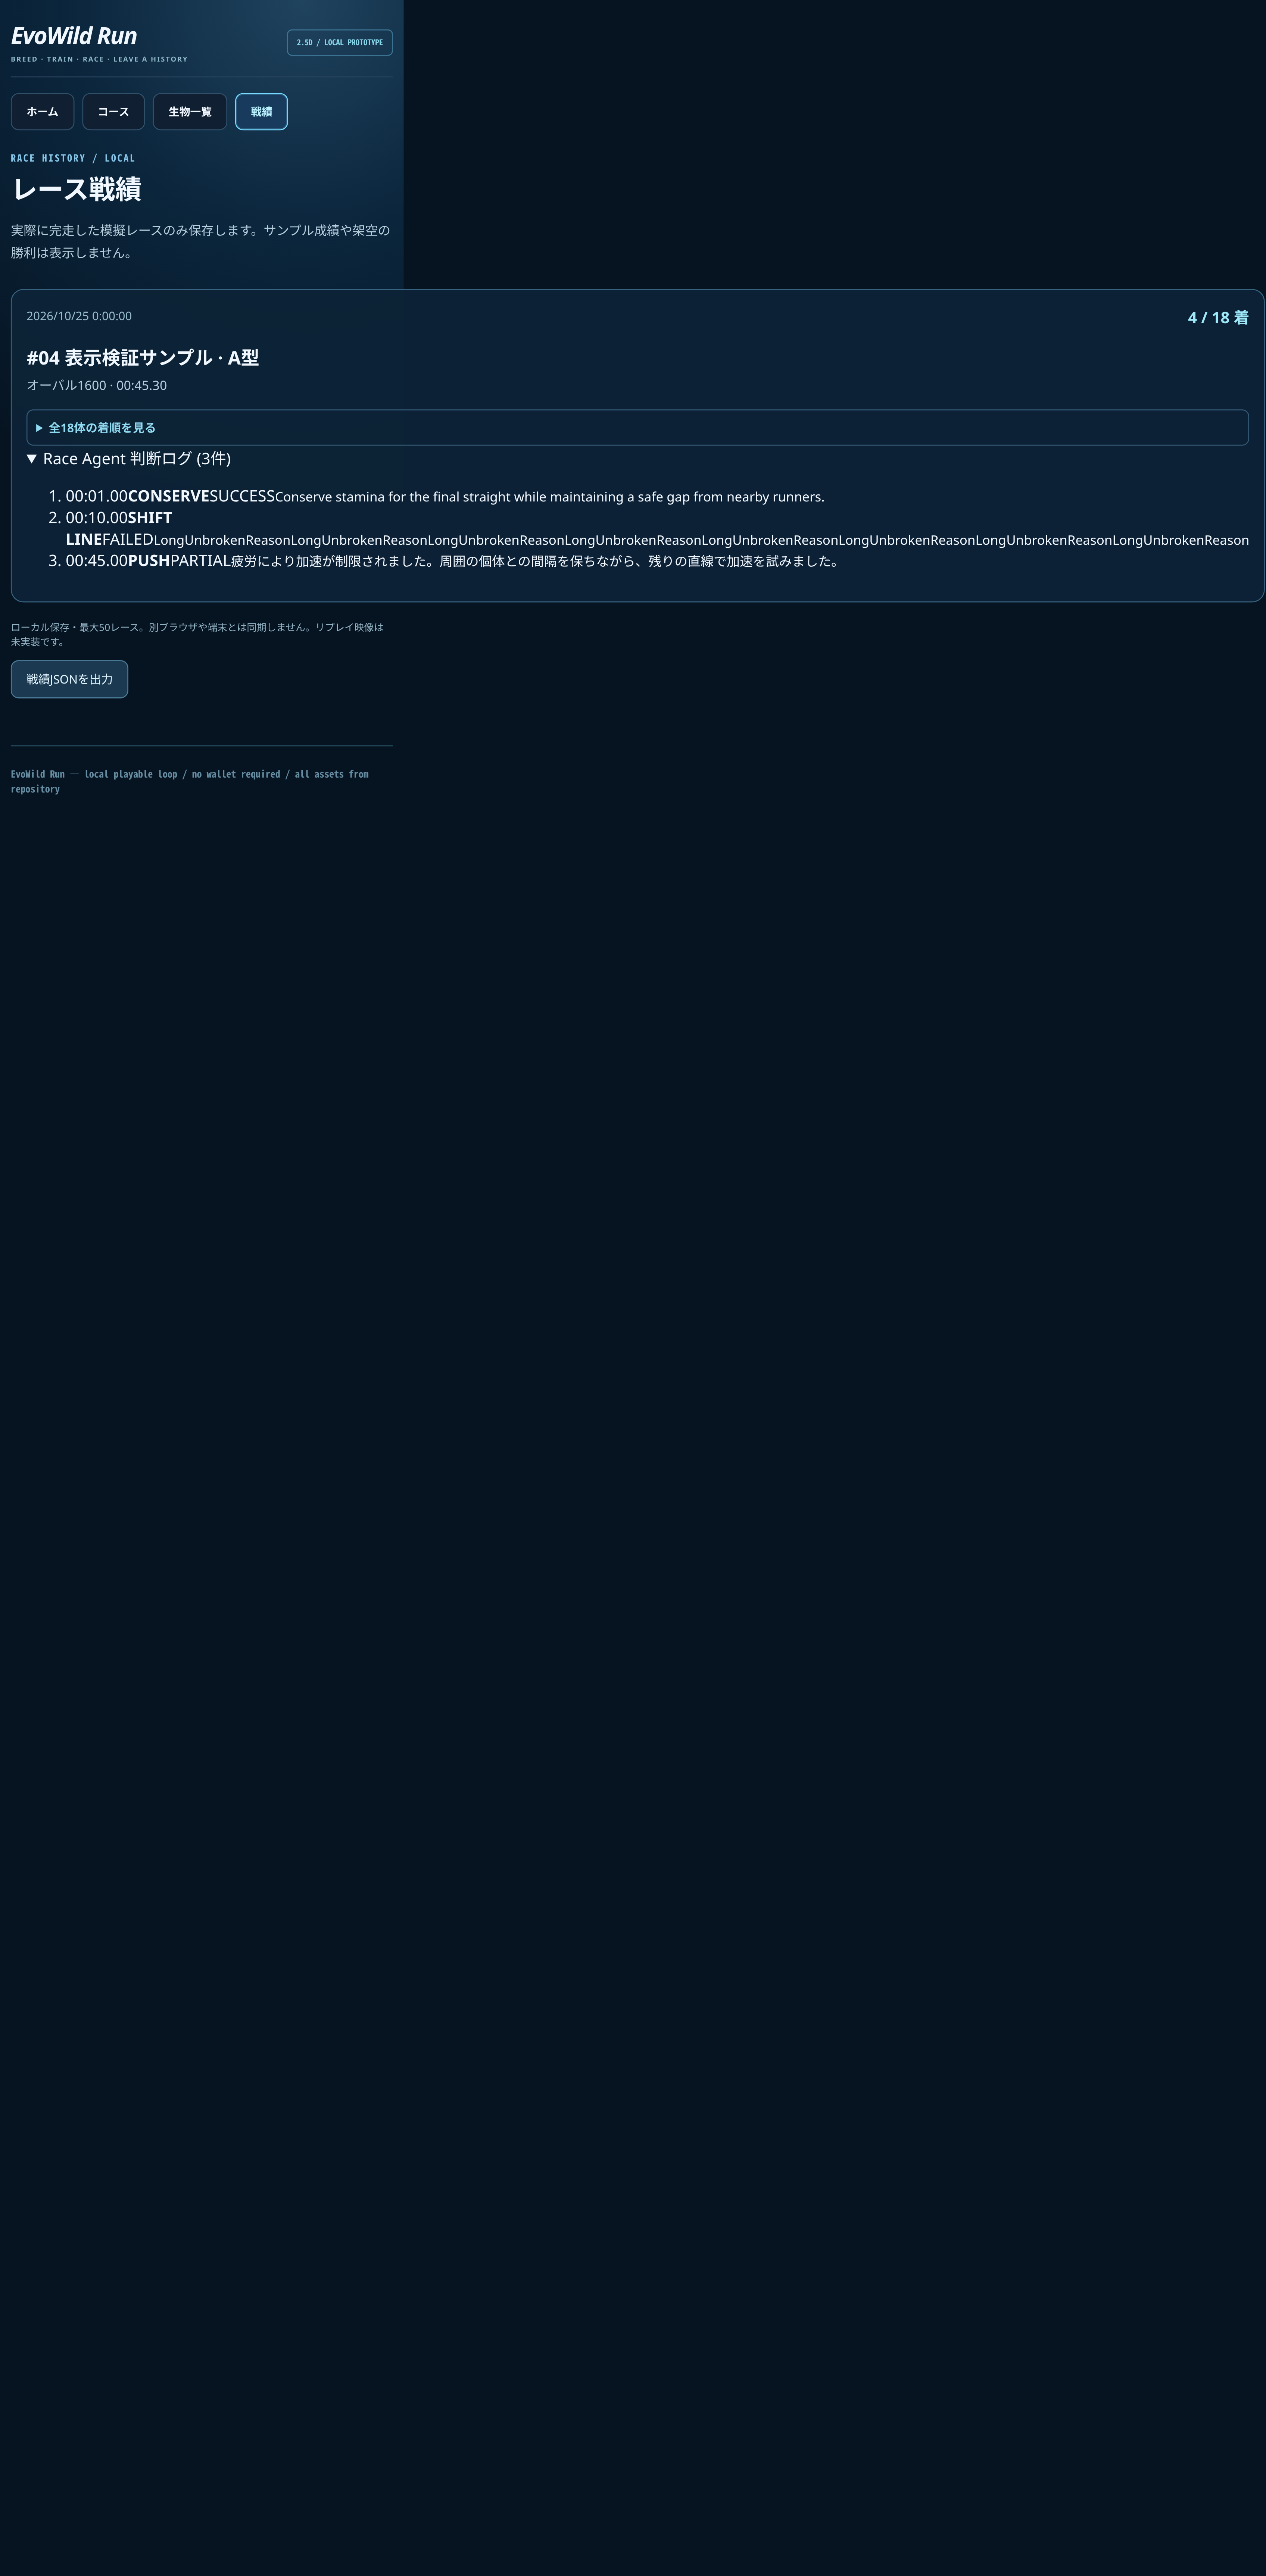 EvoWild Run
BREED · TRAIN · RACE · LEAVE A HISTORY
2.5D / LOCAL PROTOTYPE
ホーム
コース
生物一覧
戦績
RACE HISTORY / LOCAL
レース戦績
実際に完走した模擬レースのみ保存します。サンプル成績や架空の
勝利は表示しません。
2026/10/25 0:00:00
4 / 18 着
#04 表示検証サンプル · A型
オーバル1600 · 00:45.30
▶ 全18体の着順を見る
▼ Race Agent 判断ログ (3件)
1. 00:01.00CONSERVESUCCESSConserve stamina for the final straight while maintaining a safe gap from nearby runners.
2. 00:10.00SHIFT
LINEFAILEDLongUnbrokenReasonLongUnbrokenReasonLongUnbrokenReasonLongUnbrokenReasonLongUnbrokenReasonLongUnbrokenReasonLongUnbrokenReasonLongUnbrokenReason
3. 00:45.00PUSHPARTIAL疲労により加速が制限されました。周囲の個体との間隔を保ちながら、残りの直線で加速を試みました。
ローカル保存・最大50レース。別ブラウザや端末とは同期しません。リプレイ映像は
未実装です。
戦績JSONを出力
EvoWild Run — local playable loop / no wallet required / all assets from
repository